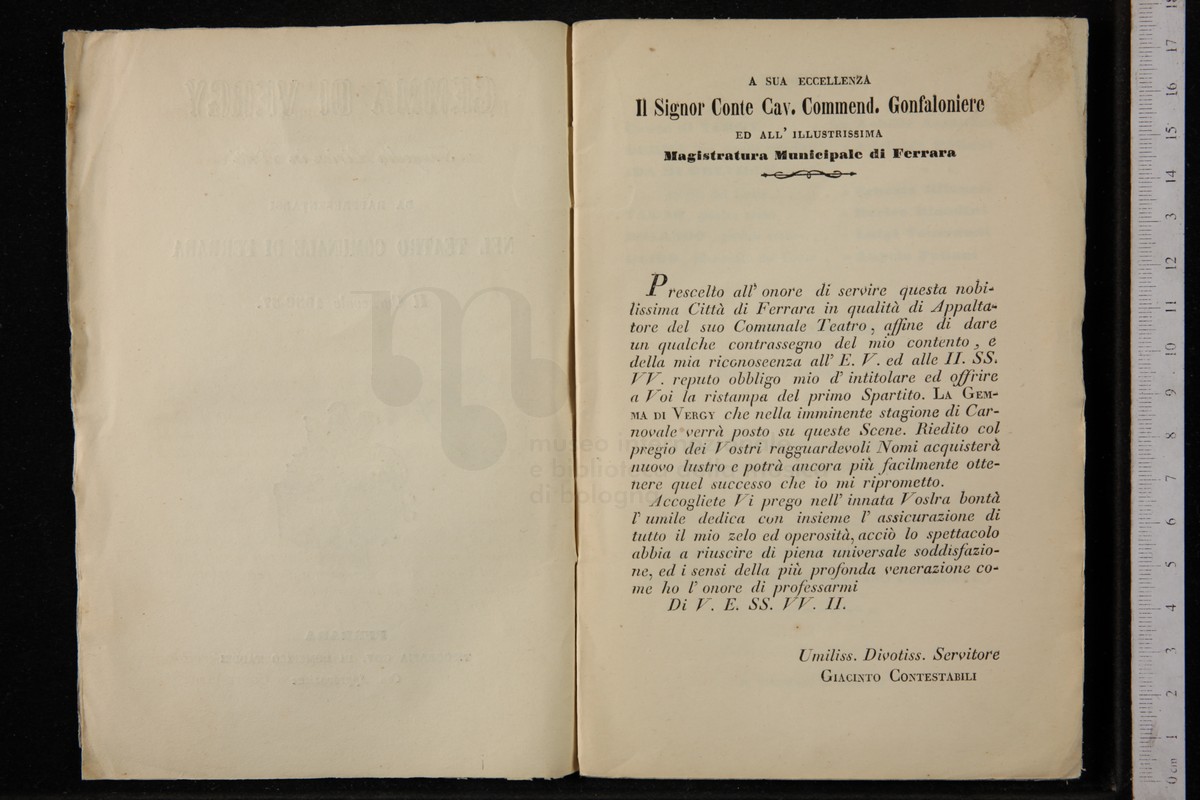 A SUA ECCELLENZA
Il Signor Conte Cav. Commend. Gonfaloniere
ED ALL' ILLUSTRISSIMA
Magistratura Municipale di Ferrara
Prescelto all' onore di servire questa nobi-
lissima Città di Ferrara in qualità di Appalta-
tore del suo Comunale Teatro, affine di dare
un qualche contrassegno del mio contento, e
della mia riconoscenza all' E. V. ed alle II. SS.
VV. reputo obbligo mio d' intitolare ed offrire
a Voi la ristampa del primo Spartito. LA GEM-
MA DI VERGY che nella imminente stagione di Car-
novale verrà posto su queste Scene. Riedito col
pregio dei Vostri ragguardevoli Nomi acquisterà
nuovo lustro e potrà ancora più facilmente otte-
nere quel successo che io mi riprometto.
Accogliete Vi prego nell' innata Vostra bontà
l' umile dedica con insieme l' assicurazione di
tutto il mio zelo ed operosità, acciò lo spettacolo
abbia a riuscire di piena universale soddisfazio-
ne, ed i sensi della più profonda venerazione co-
me ho l' onore di professarmi
Di V. E. SS. VV. II.
Umiliss. Divotiss. Servitore
GIACINTO CONTESTABILI